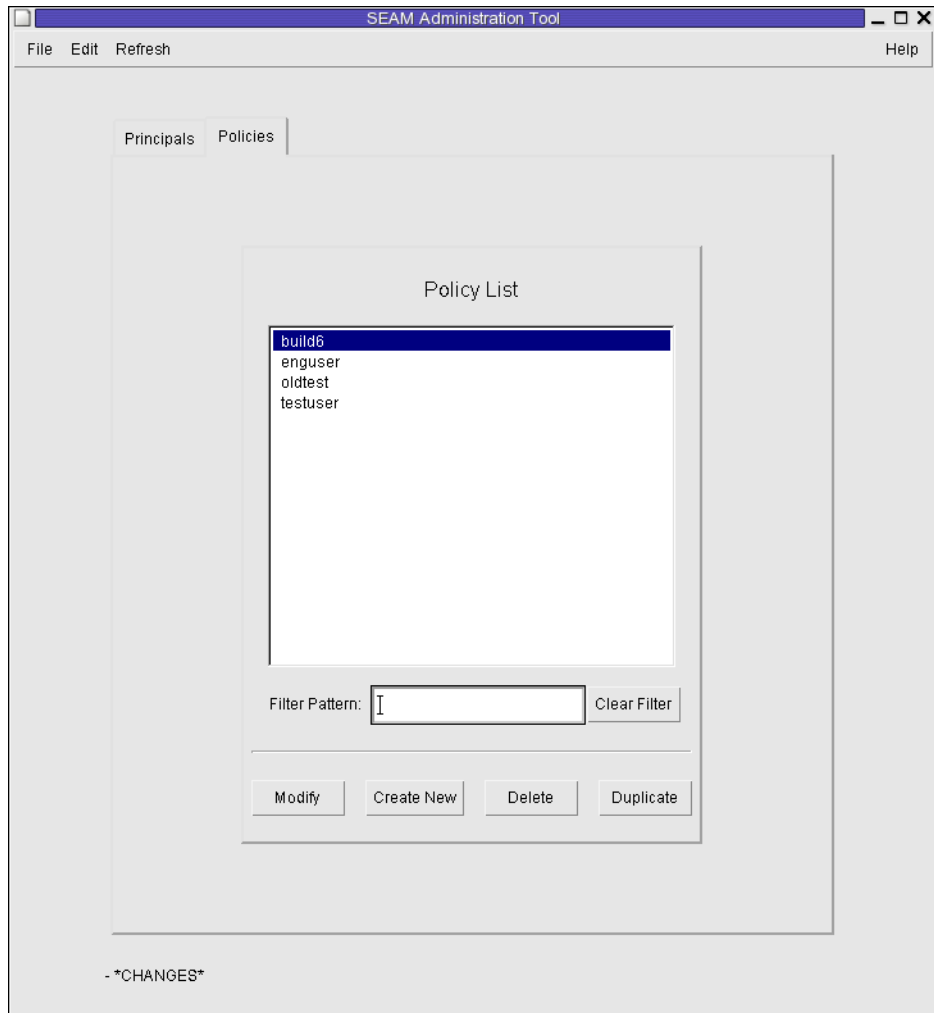 SEAM Administration Tool
File Edit Refresh Help
Principals Policies
Policy List
build6
enguser
oldtest
testuser
Filter Pattern: Clear Filter
Modify Create New Delete Duplicate
- *CHANGES*